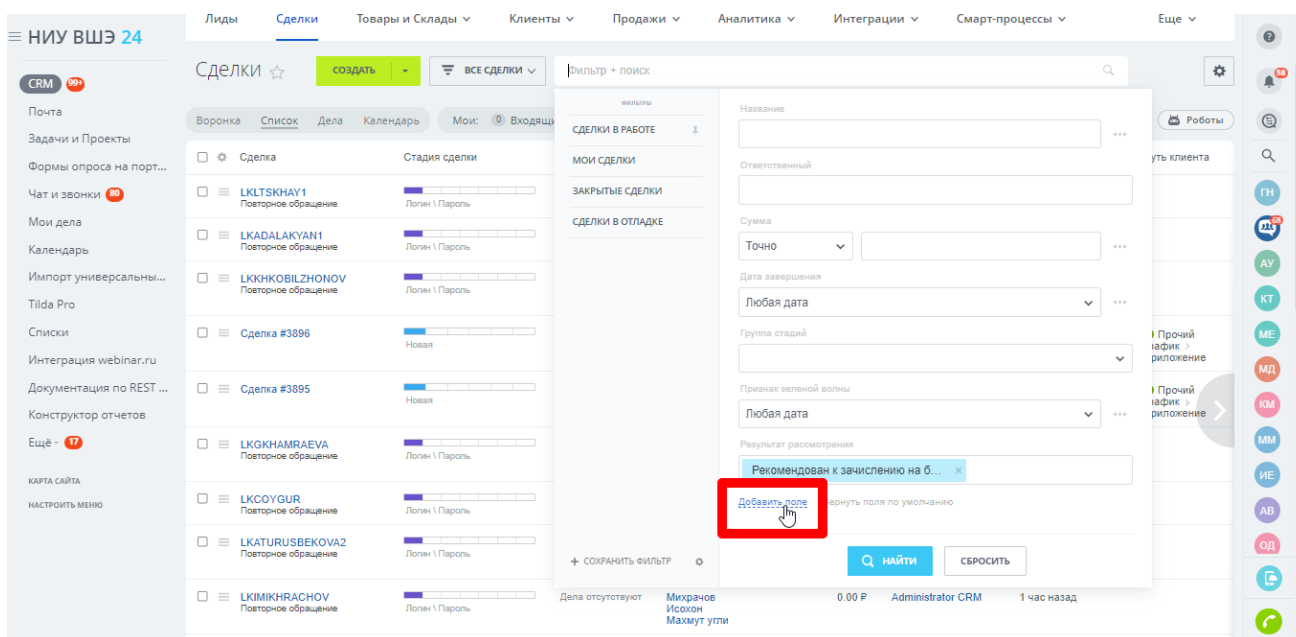 Лиды Сделки Товары и Склады Клиенты Продажи Аналитика Интеграции Смарт-процессы Еще
НИУ ВШЭ 24
CRM 99+
Почта
Задачи и Проекты
Формы опроса на порт...
Чат и звонки 80
Мои дела
Календарь
Импорт универсальны...
Tilda Pro
Списки
Интеграция webinar.ru
Документация по REST ...
Конструктор отчетов
Ещё - 17
КАРТА САЙТА
НАСТРОИТЬ МЕНЮ
Сделки СОЗДАТЬ ВСЕ СДЕЛКИ Фильтр + поиск
Воронка Список Дела Календарь Мои: 0 Входящи
Роботы
Сделка Стадия сделки
уть клиента
LKLTSKHAY1
Повторное обращение Логин \ Пароль
LKADALAKYAN1
Повторное обращение Логин \ Пароль
LKKHKOBILZHONOV
Повторное обращение Логин \ Пароль
Сделка #3896
Новая
Прочий
рафик >
риложение
Сделка #3895
Новая
Прочий
рафик >
риложение
LKGKHAMRAEVA
Повторное обращение Логин \ Пароль
LKCOYGUR
Повторное обращение Логин \ Пароль
LKATURUSBEKOVA2
Повторное обращение Логин \ Пароль
LKIMIKHRACHOV
Повторное обращение Логин \ Пароль
Дела отсутствуют
Михрачов
Исохон
Махмут угли
0.00 Р Administrator CRM 1 час назад
ФИЛЬТРЫ
СДЕЛКИ В РАБОТЕ
МОИ СДЕЛКИ
ЗАКРЫТЫЕ СДЕЛКИ
СДЕЛКИ В ОТЛАДКЕ
+ СОХРАНИТЬ ФИЛЬТР
Название
Ответственный
Сумма
Точно
Дата завершения
Любая дата
Группа стадий
Признак зеленой волны
Любая дата
Результат рассмотрения
Рекомендован к зачислению на б... ×
Добавить поле ернуть поля по умолчанию
НАЙТИ СБРОСИТЬ
58
ГН
68
АУ
КТ
МЕ
МД
КМ
ММ
ИЕ
АВ
ОД